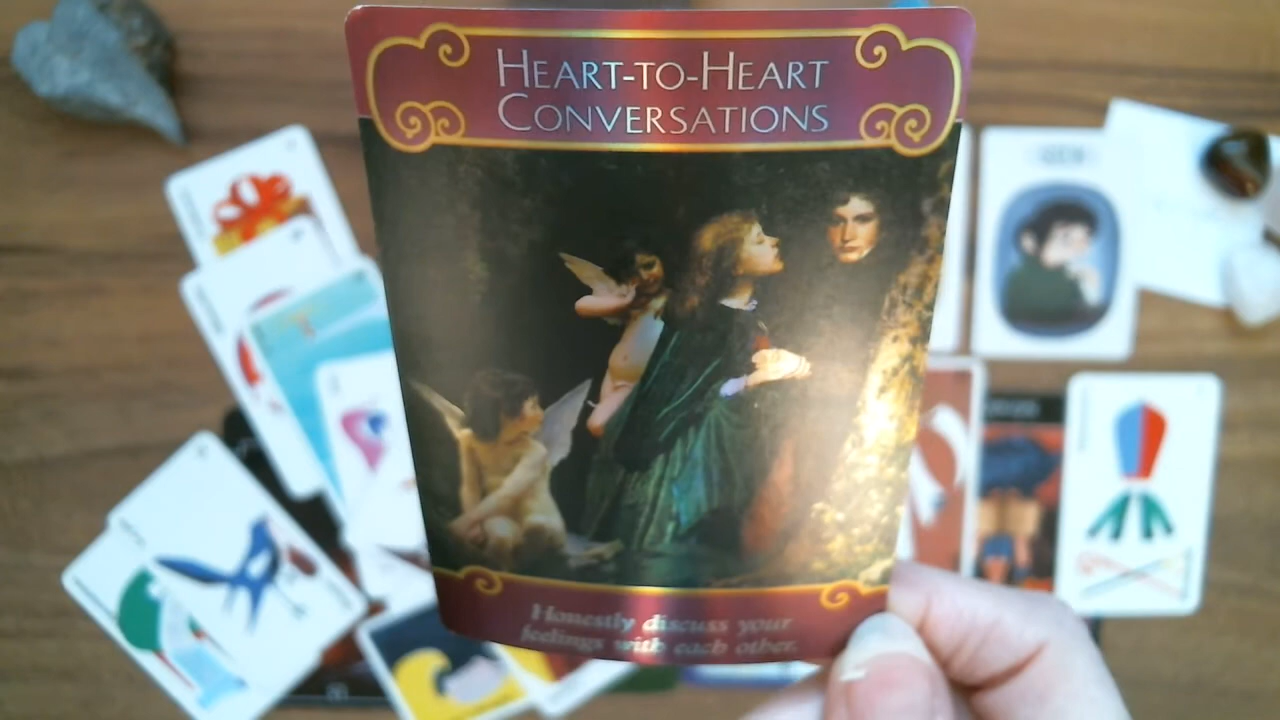 HEART-TO-HEART
CONVERSATIONS
Honestly discuss your
feelings with each other.